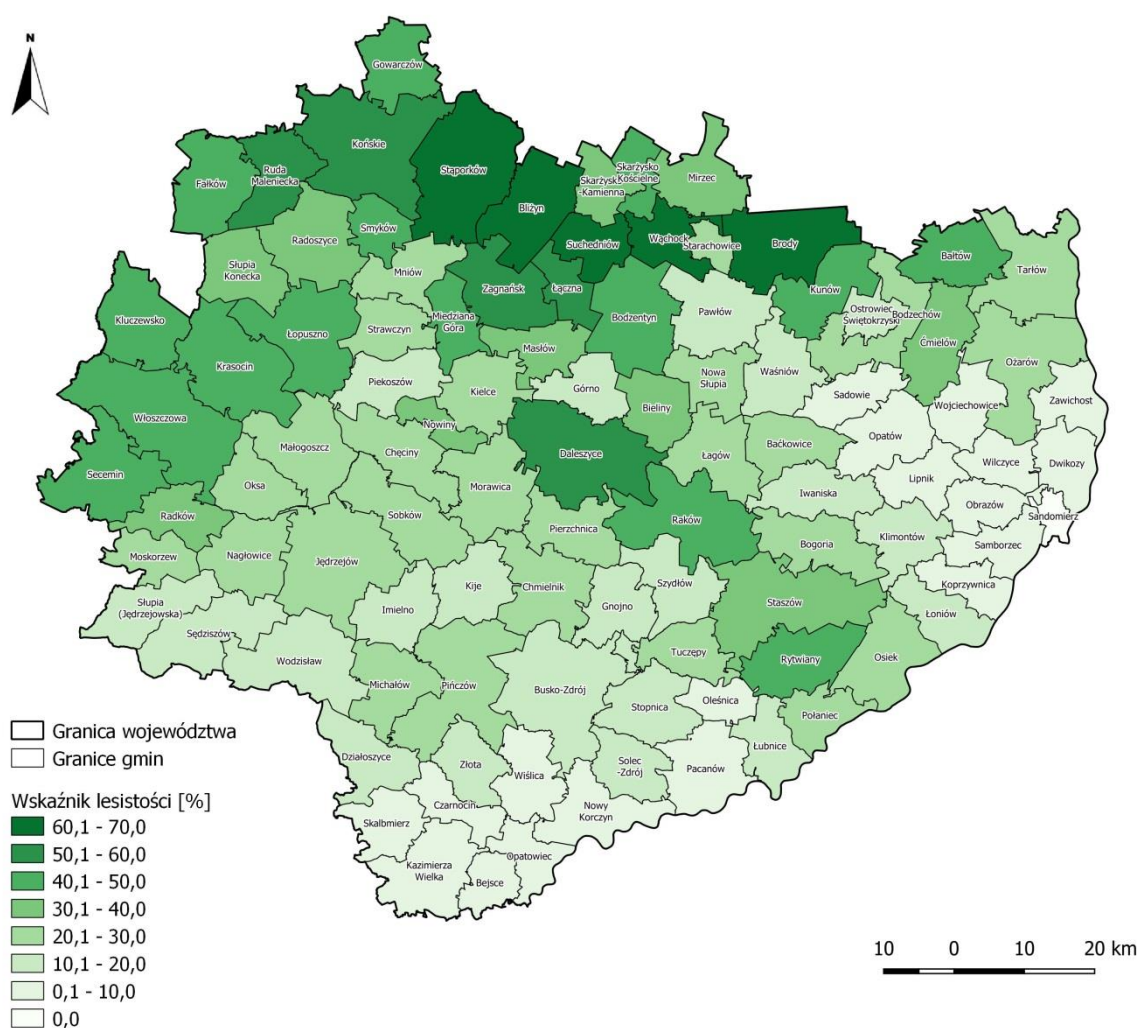 N
Gowarczów
Końskie
Stąporków
Ruda
Maleniecka
Fałków
Skarżysko
Kościelne
Skarżysko
-Kamienna
Mirzec
Bliżyn
Smyków
Radoszyce
Suchedniów
Wąchock
Starachowice
Brody
Słupia
Konecka
Mniów
Zagnańsk
Łączna
Bałtów
Tarłów
Kunów
Kluczewsko
Łopuszno
Strawczyn
Miedziana
Góra
Bodzentyn
Pawłów
Ostrowiec
Świętokrzyski
Bodzechów
Ćmielów
Krasocin
Masłów
Ożarów
Piekoszów
Kielce
Górno
Nowa
Słupia
Waśniów
Sadowie
Wojciechowice
Zawichost
Włoszczowa
Nowiny
Bieliny
Małogoszcz
Chęciny
Daleszyce
Łagów
Baćkowice
Opatów
Wilczyce
Dwikozy
Secemin
Oksa
Morawica
Iwaniska
Lipnik
Obrazów
Sandomierz
Radków
Sobków
Pierzchnica
Raków
Bogoria
Klimontów
Samborzec
Moskorzew
Nagłowice
Jędrzejów
Kije
Chmielnik
Szydłów
Koprzywnica
Słupia
(Jędrzejowska)
Imielno
Gnojno
Staszów
Łoniów
Sędziszów
Wodzisław
Tuczępy
Rytwiany
Osiek
Michałów
Pińczów
Busko-Zdrój
Stopnica
Oleśnica
Połaniec
Granica województwa
Granice gmin
Działoszyce
Złota
Wiślica
Solec
-Zdrój
Pacanów
Łubnice
Wskaźnik lesistości [%]
60,1 - 70,0
50,1 - 60,0
40,1 - 50,0
30,1 - 40,0
20,1 - 30,0
10,1 - 20,0
0,1 - 10,0
0,0
Skalbmierz
Czarnocin
Nowy
Korczyn
Kazimierza
Wielka
Bejsce
Opatowiec
10 0 10 20 km